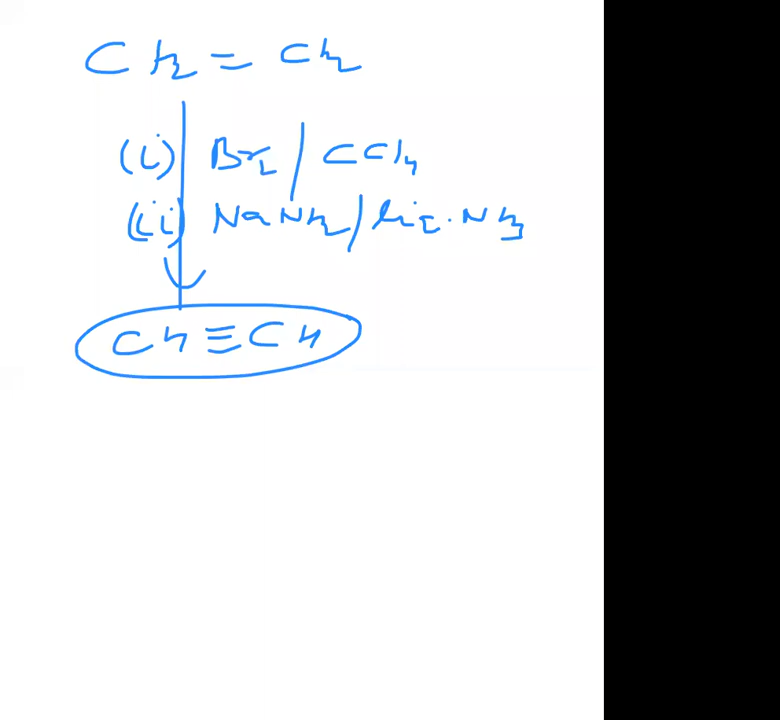 CH₂ = CH₂
(i) Br₂ / CCl₄
(ii) NaNH₂ / liq. NH₃
CH ≡ CH